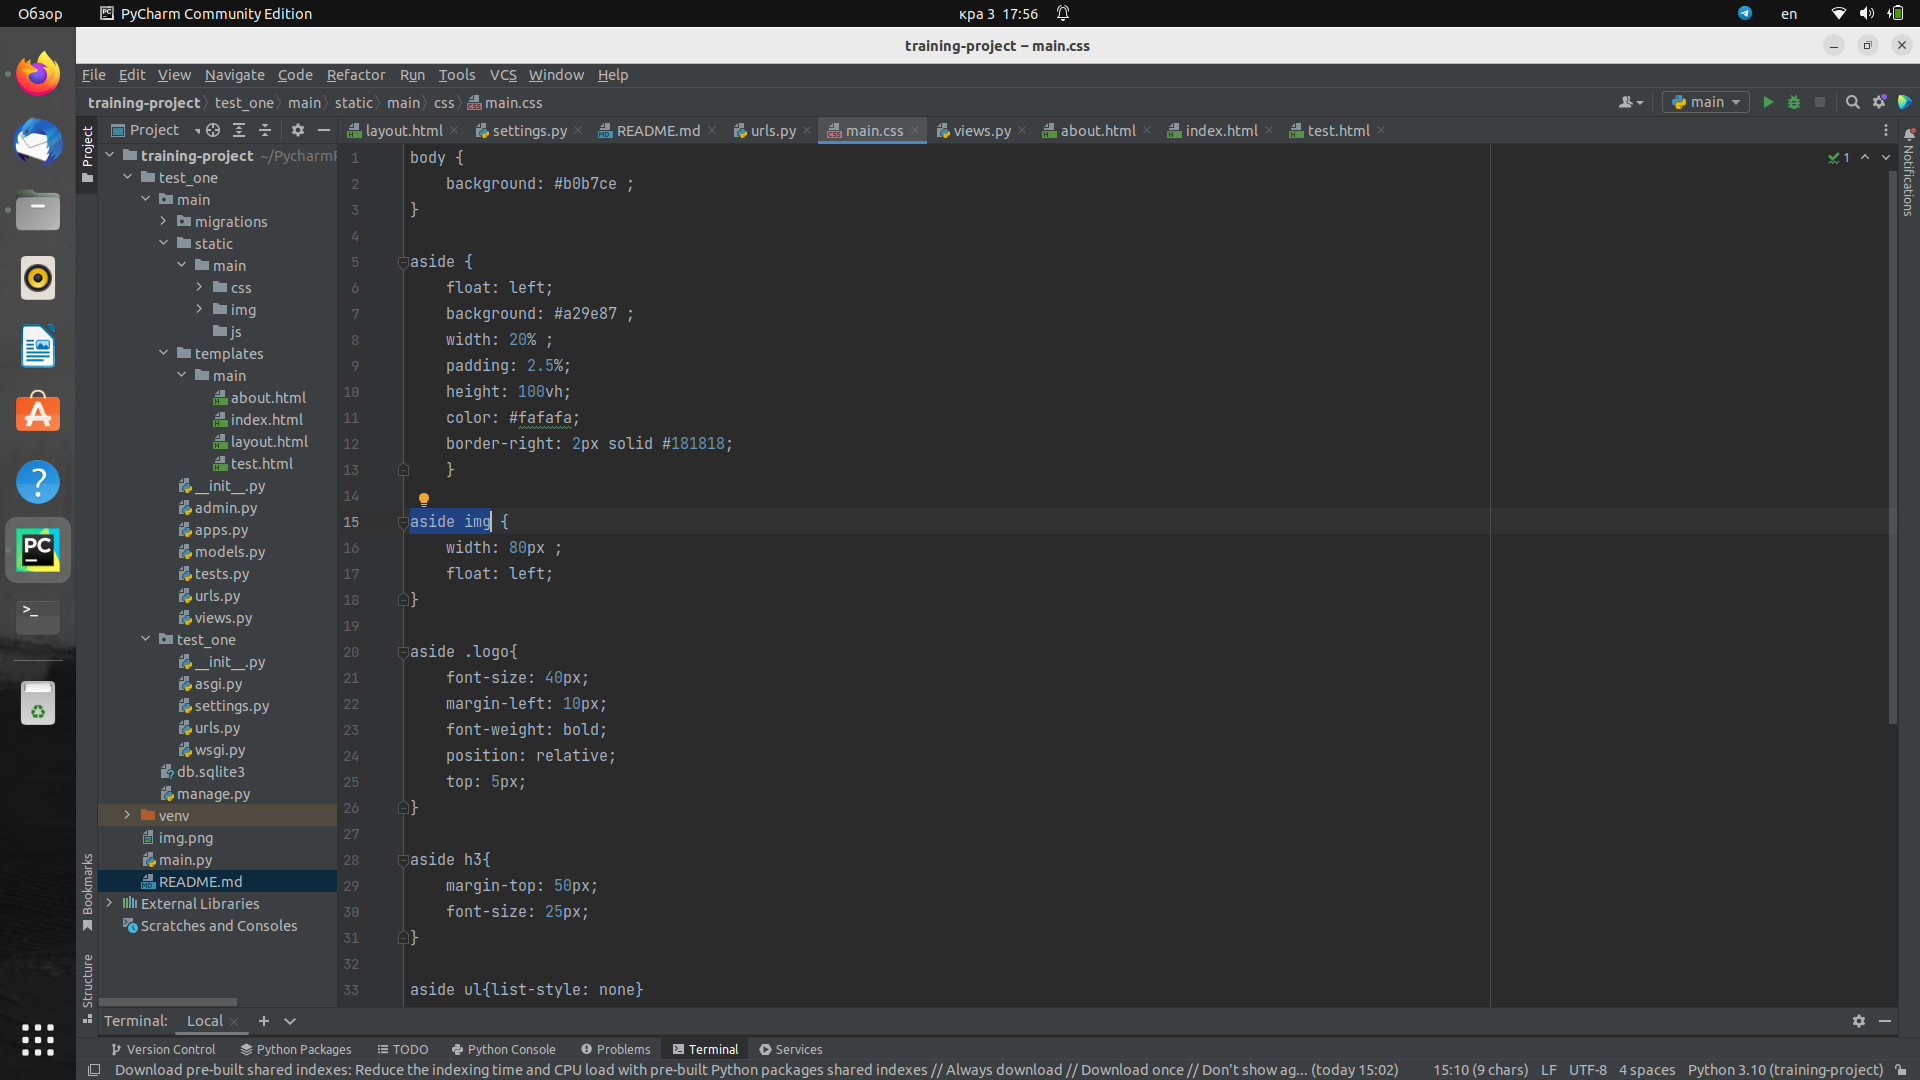 Обзор
PyCharm Community Edition
кра 3 17:56
en
training-project – main.css
File Edit View Navigate Code Refactor Run Tools VCS Window Help
training-project test_one main static main css main.css
main
Project
layout.html
settings.py
README.md
urls.py
main.css
views.py
about.html
index.html
test.html
Project
training-project ~/PycharmP
test_one
main
migrations
static
main
css
img
js
templates
main
about.html
index.html
layout.html
test.html
__init__.py
admin.py
apps.py
models.py
tests.py
urls.py
views.py
test_one
__init__.py
asgi.py
settings.py
urls.py
wsgi.py
db.sqlite3
manage.py
venv
img.png
main.py
README.md
External Libraries
Scratches and Consoles
Bookmarks
Structure
1 body {
2 background: #b0b7ce ;
3 }
4
5 aside {
6 float: left;
7 background: #a29e87 ;
8 width: 20% ;
9 padding: 2.5%;
10 height: 100vh;
11 color: #fafafa;
12 border-right: 2px solid #181818;
13 }
14
15 aside img {
16 width: 80px ;
17 float: left;
18 }
19
20 aside .logo{
21 font-size: 40px;
22 margin-left: 10px;
23 font-weight: bold;
24 position: relative;
25 top: 5px;
26 }
27
28 aside h3{
29 margin-top: 50px;
30 font-size: 25px;
31 }
32
33 aside ul{list-style: none}
1
Notifications
Terminal: Local
Version Control Python Packages TODO Python Console Problems Terminal Services
Download pre-built shared indexes: Reduce the indexing time and CPU load with pre-built Python packages shared indexes // Always download // Download once // Don't show ag... (today 15:02) 15:10 (9 chars) LF UTF-8 4 spaces Python 3.10 (training-project)